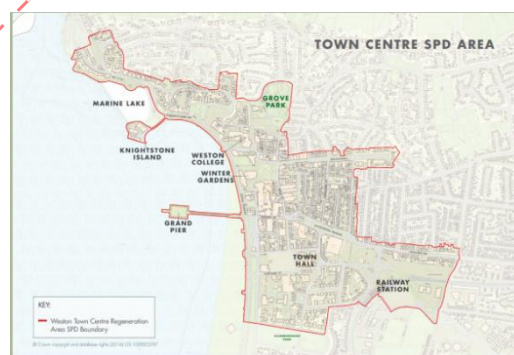 TOWN CENTRE SPD AREA
MARINE LAKE
GROVE
PARK
KNIGHTSTONE
ISLAND
WESTON
COLLEGE
WINTER
GARDENS
GRAND
PIER
TOWN
HALL
RAILWAY
STATION
KEY:
Weston Town Centre Regeneration
Area SPD Boundary